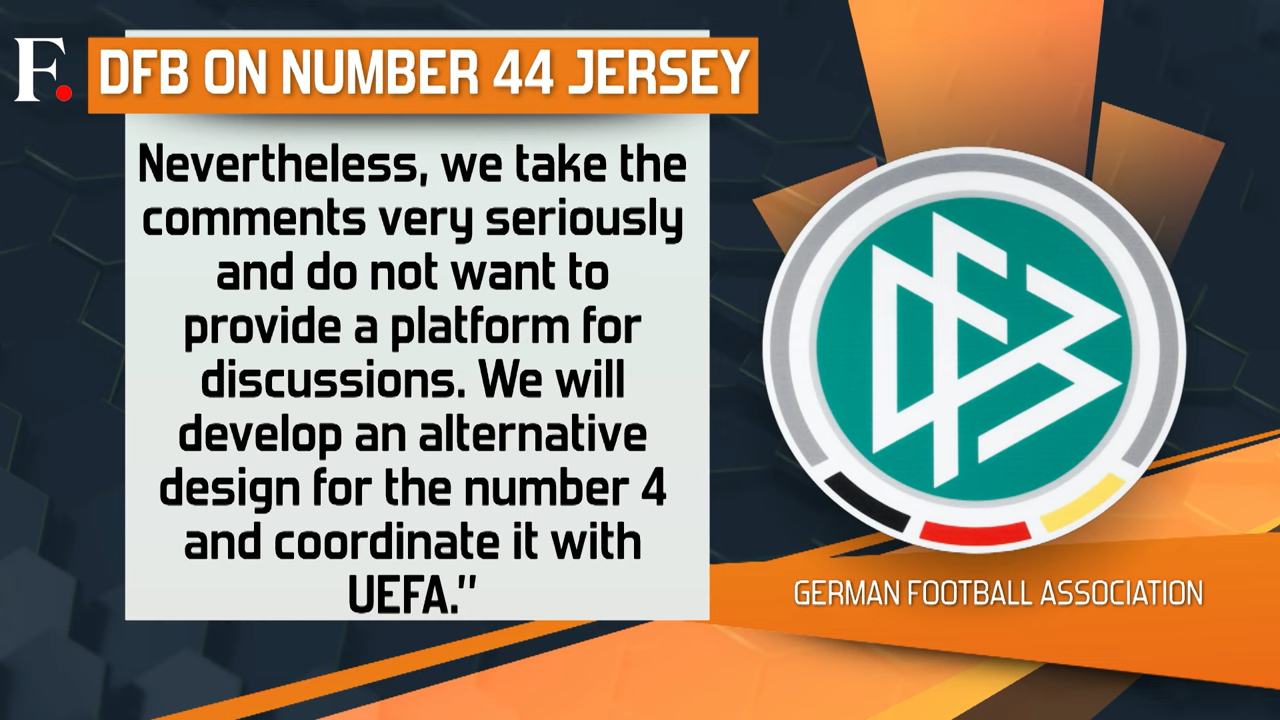 F.
DFB ON NUMBER 44 JERSEY
Nevertheless, we take the
comments very seriously
and do not want to
provide a platform for
discussions. We will
develop an alternative
design for the number 4
and coordinate it with
UEFA.”
DFB
GERMAN FOOTBALL ASSOCIATION